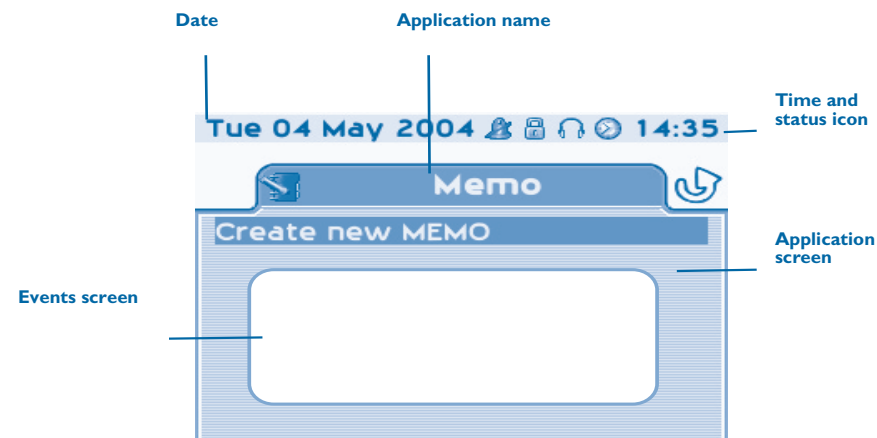 Date
Application name
Time and
status icon
Tue 04 May 2004 14:35
Memo
Create new MEMO
Application
screen
Events screen